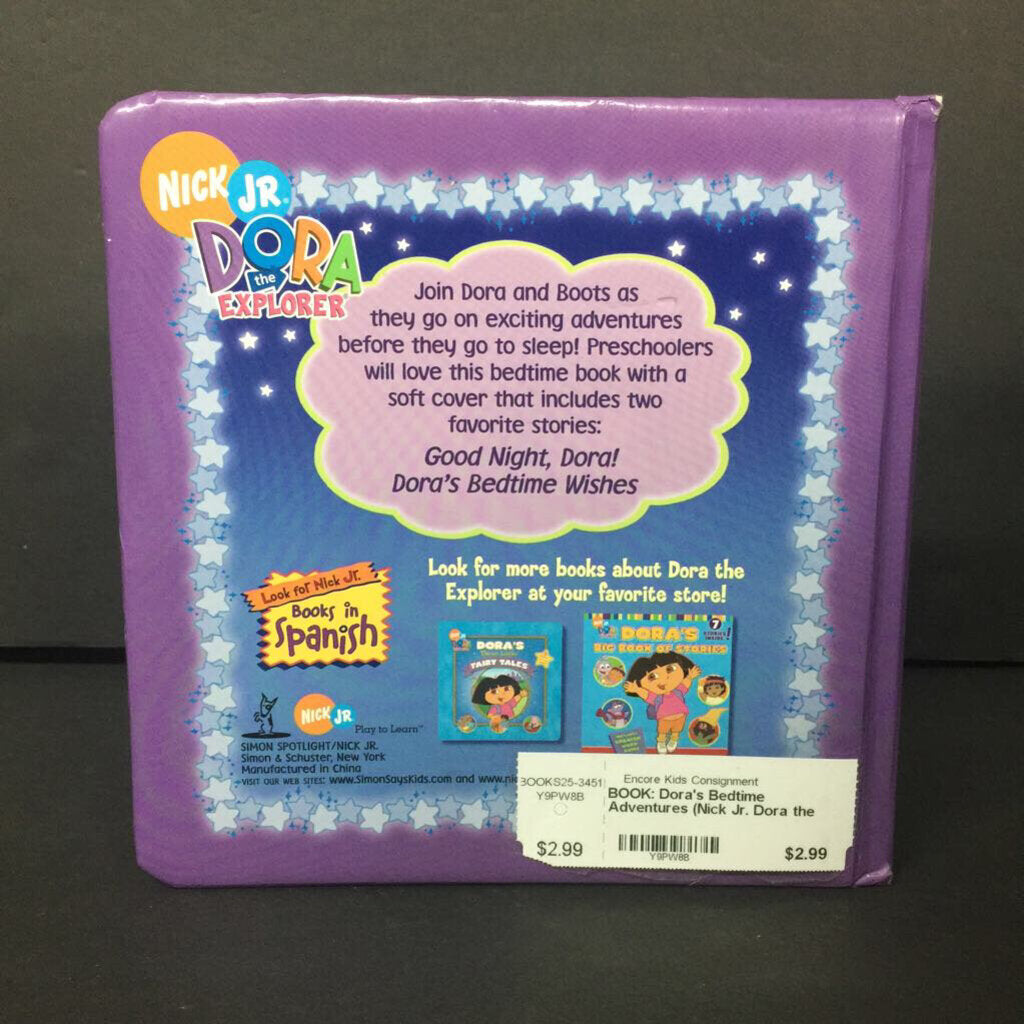 NICK JR.
DORA
the
EXPLORER
Join Dora and Boots as
they go on exciting adventures
before they go to sleep! Preschoolers
will love this bedtime book with a
soft cover that includes two
favorite stories:
Good Night, Dora!
Dora's Bedtime Wishes
Look for more books about Dora the
Explorer at your favorite store!
Look for Nick Jr.
Books in
Spanish
DORA'S
FAIRY TALES
7
STORIES
INSIDE!
DORA'S
BIG BOOK OF STORIES
NICK JR
Play to Learn™
SIMON SPOTLIGHT/NICK JR.
Simon & Schuster, New York
Manufactured in China
VISIT OUR WEB SITES: www.SimonSaysKids.com and www.nic
BOOKS25-3451
Y9PW8B
$2.99
Encore Kids Consignment
BOOK: Dora's Bedtime
Adventures (Nick Jr. Dora the
Y9PW8B
$2.99